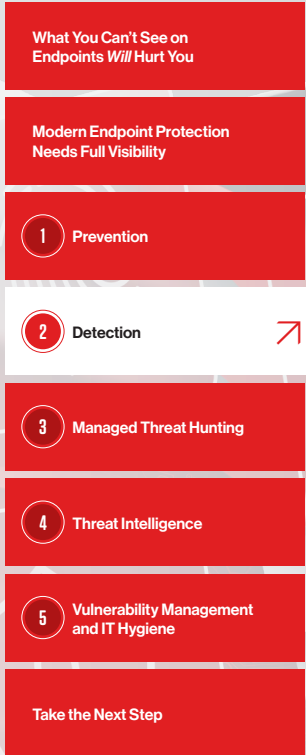 What You Can't See on
Endpoints Will Hurt You
Modern Endpoint Protection
Needs Full Visibility
1 Prevention
2 Detection
3 Managed Threat Hunting
4 Threat Intelligence
5 Vulnerability Management
and IT Hygiene
Take the Next Step